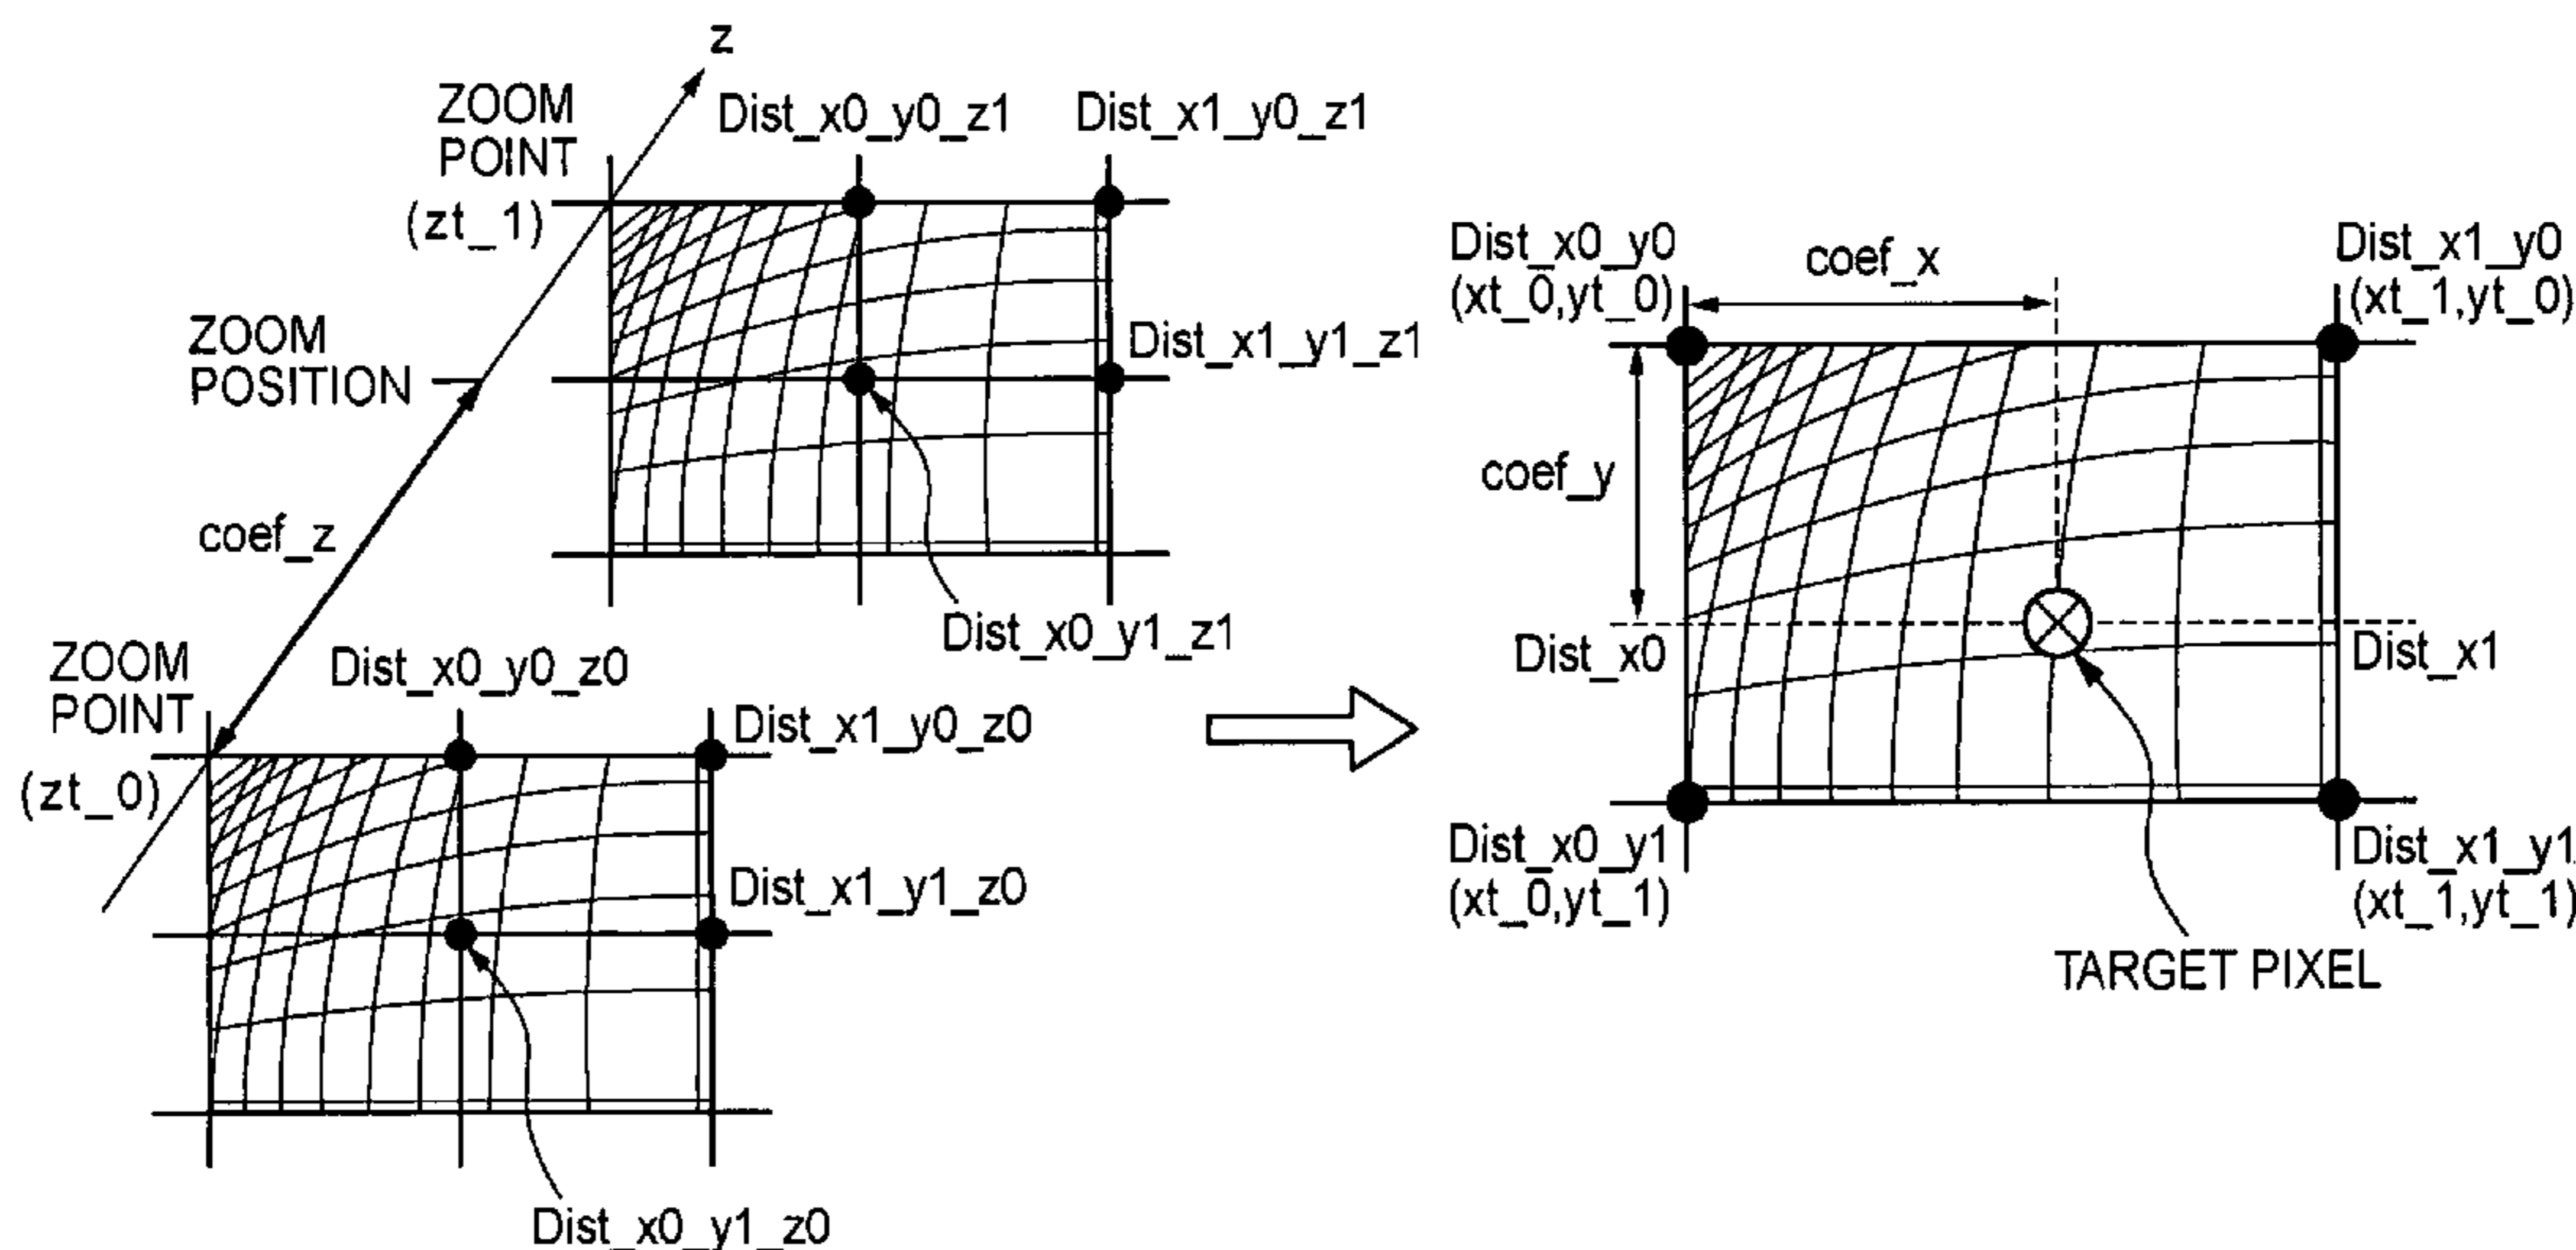 z
ZOOM
POINT
(zt_1)
Dist_x0_y0_z1
Dist_x1_y0_z1
ZOOM
POSITION
Dist_x1_y1_z1
coef_z
Dist_x0_y1_z1
ZOOM
POINT
(zt_0)
Dist_x0_y0_z0
Dist_x1_y0_z0
Dist_x1_y1_z0
Dist_x0_y1_z0
Dist_x0_y0
(xt_0,yt_0)
coef_x
Dist_x1_y0
(xt_1,yt_0)
coef_y
Dist_x0
Dist_x1
Dist_x0_y1
(xt_0,yt_1)
Dist_x1_y1
(xt_1,yt_1)
TARGET PIXEL